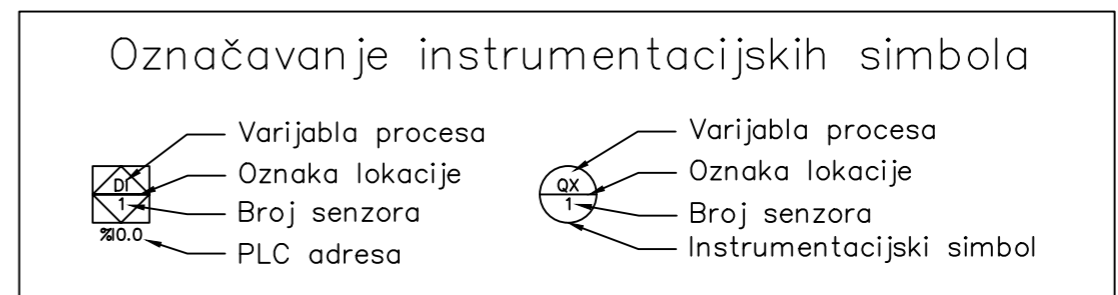 Označavanje instrumentacijskih simbola
Varijabla procesa
Oznaka lokacije
Broj senzora
PLC adresa
DI
1
%I0.0
Varijabla procesa
Oznaka lokacije
Broj senzora
Instrumentacijski simbol
QX
1